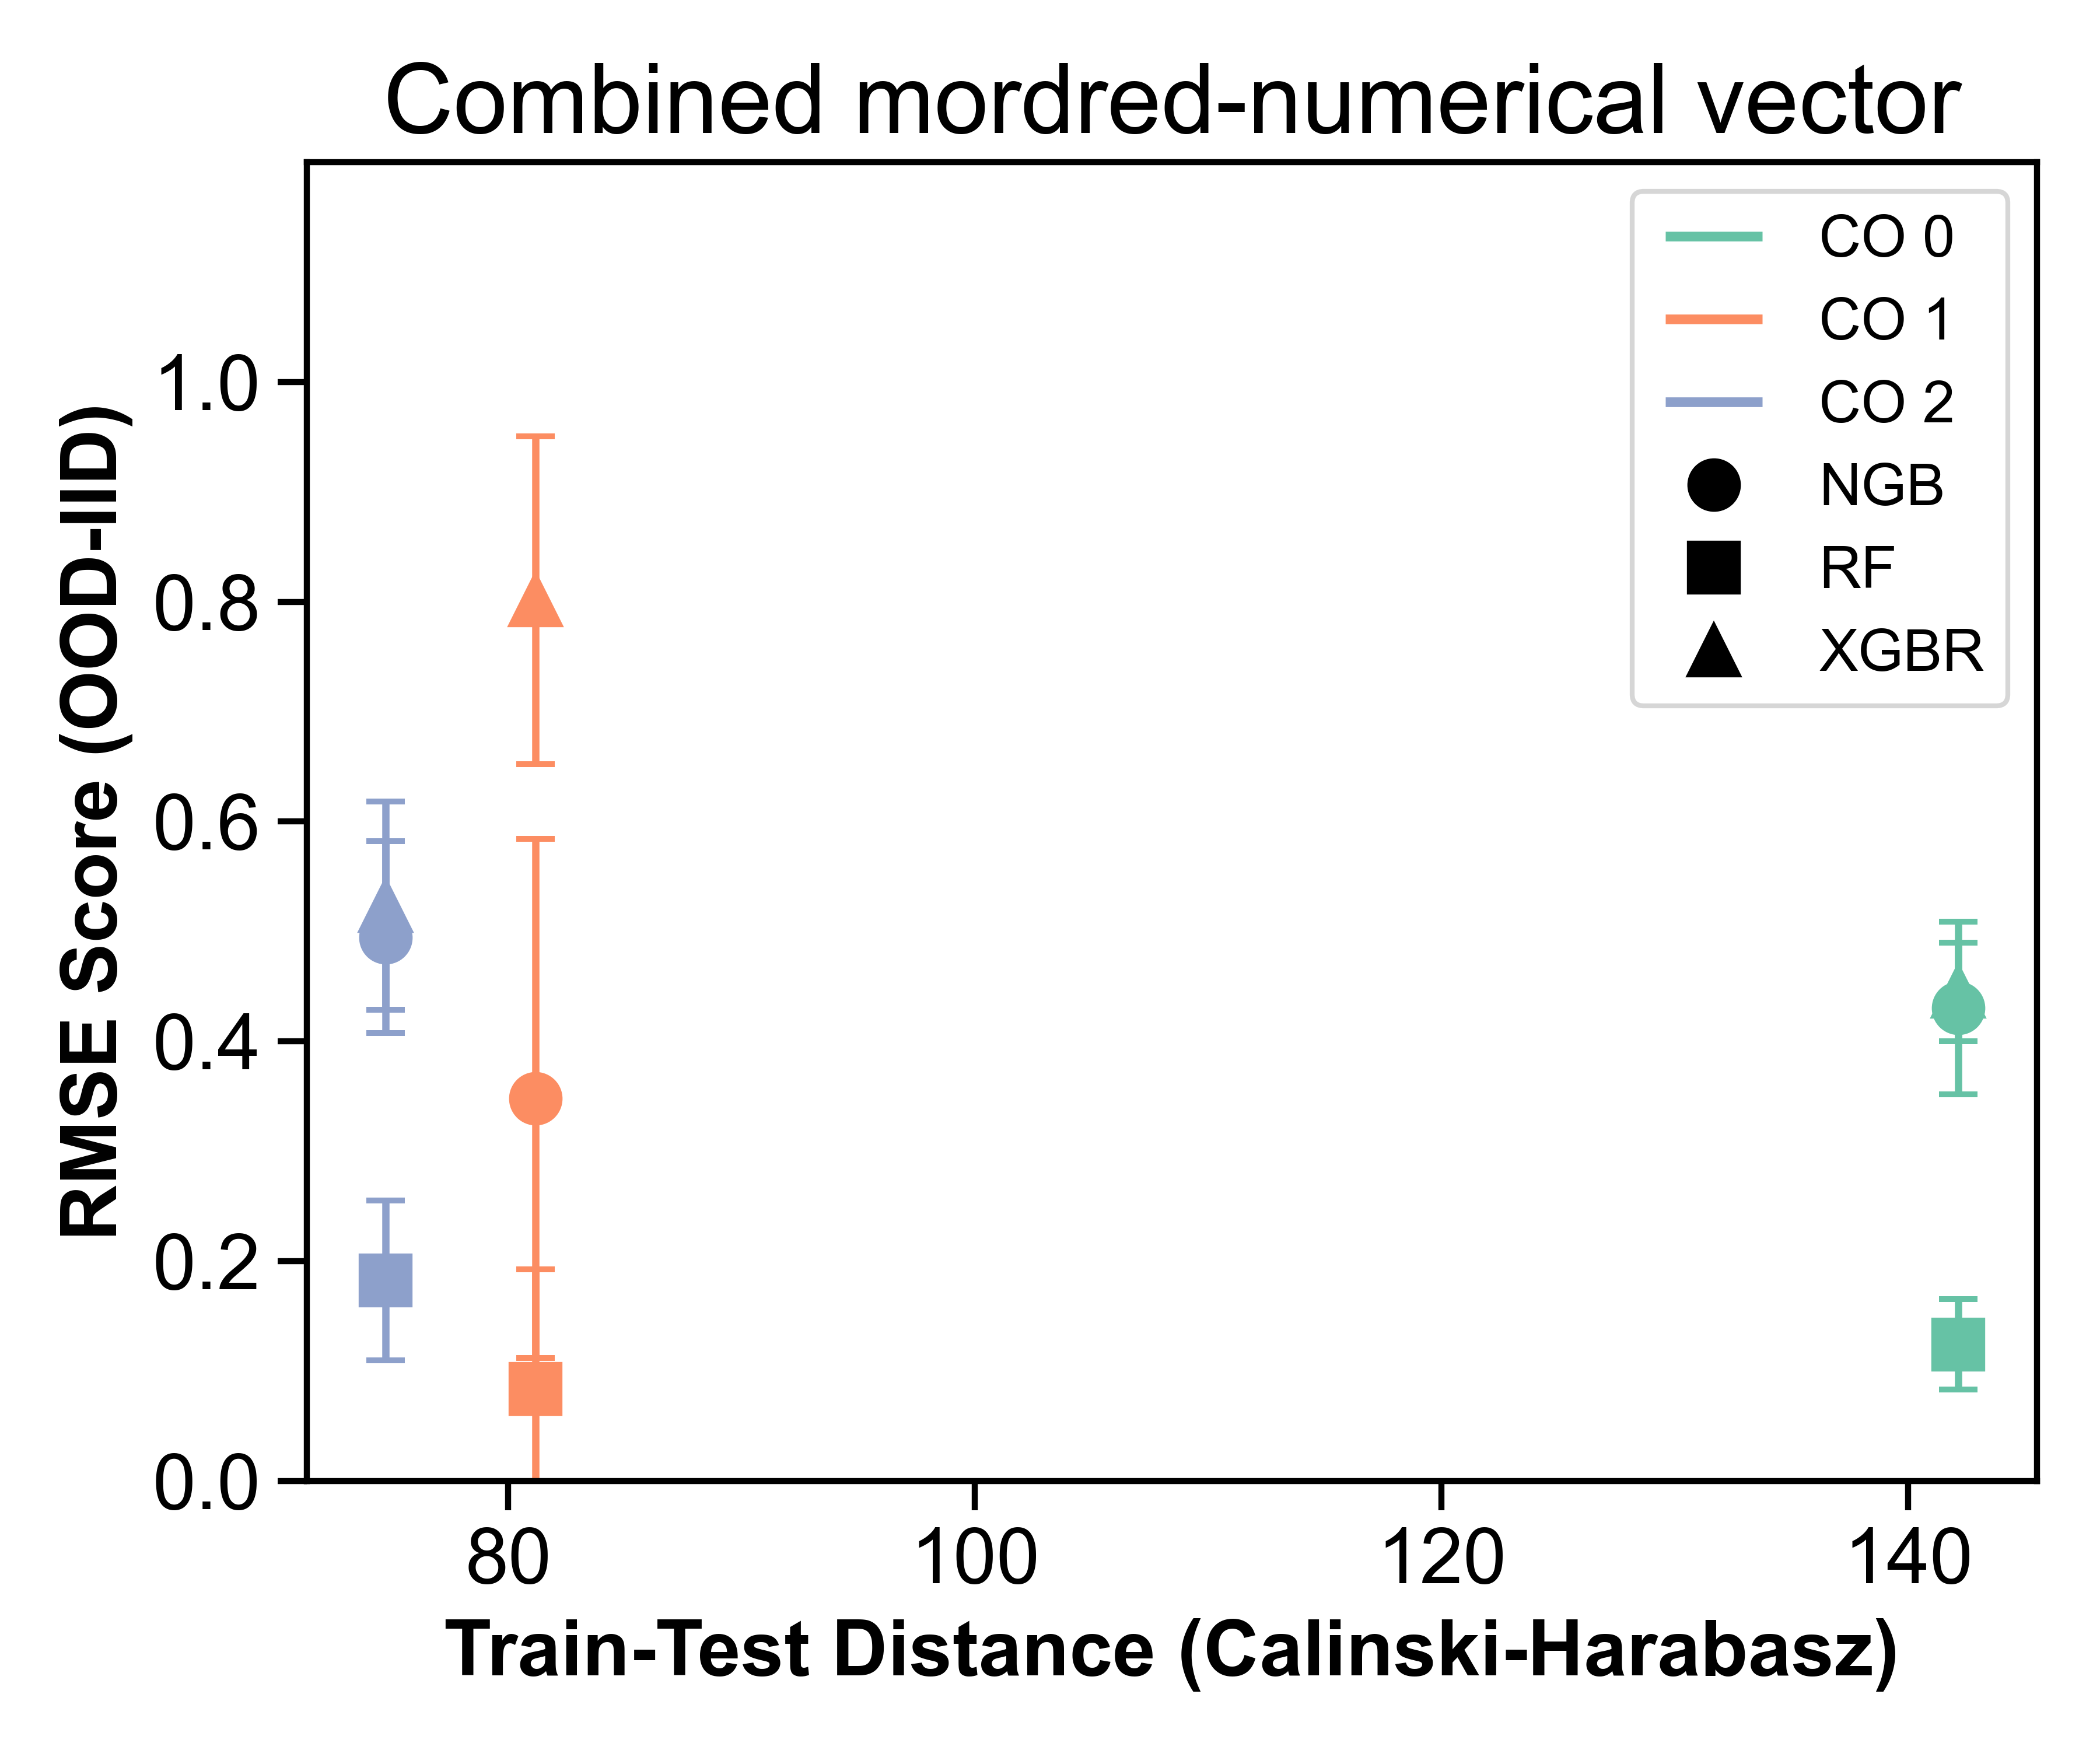 Combined mordred-numerical vector
CO 0
CO 1
CO 2
NGB
RF
XGBR
RMSE Score (OOD-IID)
1.0
0.8
0.6
0.4
0.2
0.0
80 100 120 140
Train-Test Distance (Calinski-Harabasz)